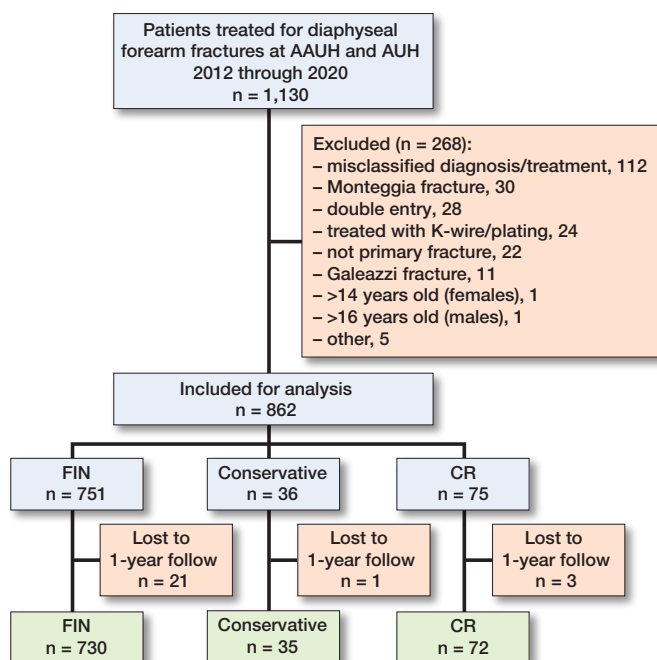 Patients treated for diaphyseal
forearm fractures at AAUH and AUH
2012 through 2020
n = 1,130
Excluded (n = 268):
– misclassified diagnosis/treatment, 112
– Monteggia fracture, 30
– double entry, 28
– treated with K-wire/plating, 24
– not primary fracture, 22
– Galeazzi fracture, 11
– >14 years old (females), 1
– >16 years old (males), 1
– other, 5
Included for analysis
n = 862
FIN
n = 751
Conservative
n = 36
CR
n = 75
Lost to
1-year follow
n = 21
Lost to
1-year follow
n = 1
Lost to
1-year follow
n = 3
FIN
n = 730
Conservative
n = 35
CR
n = 72